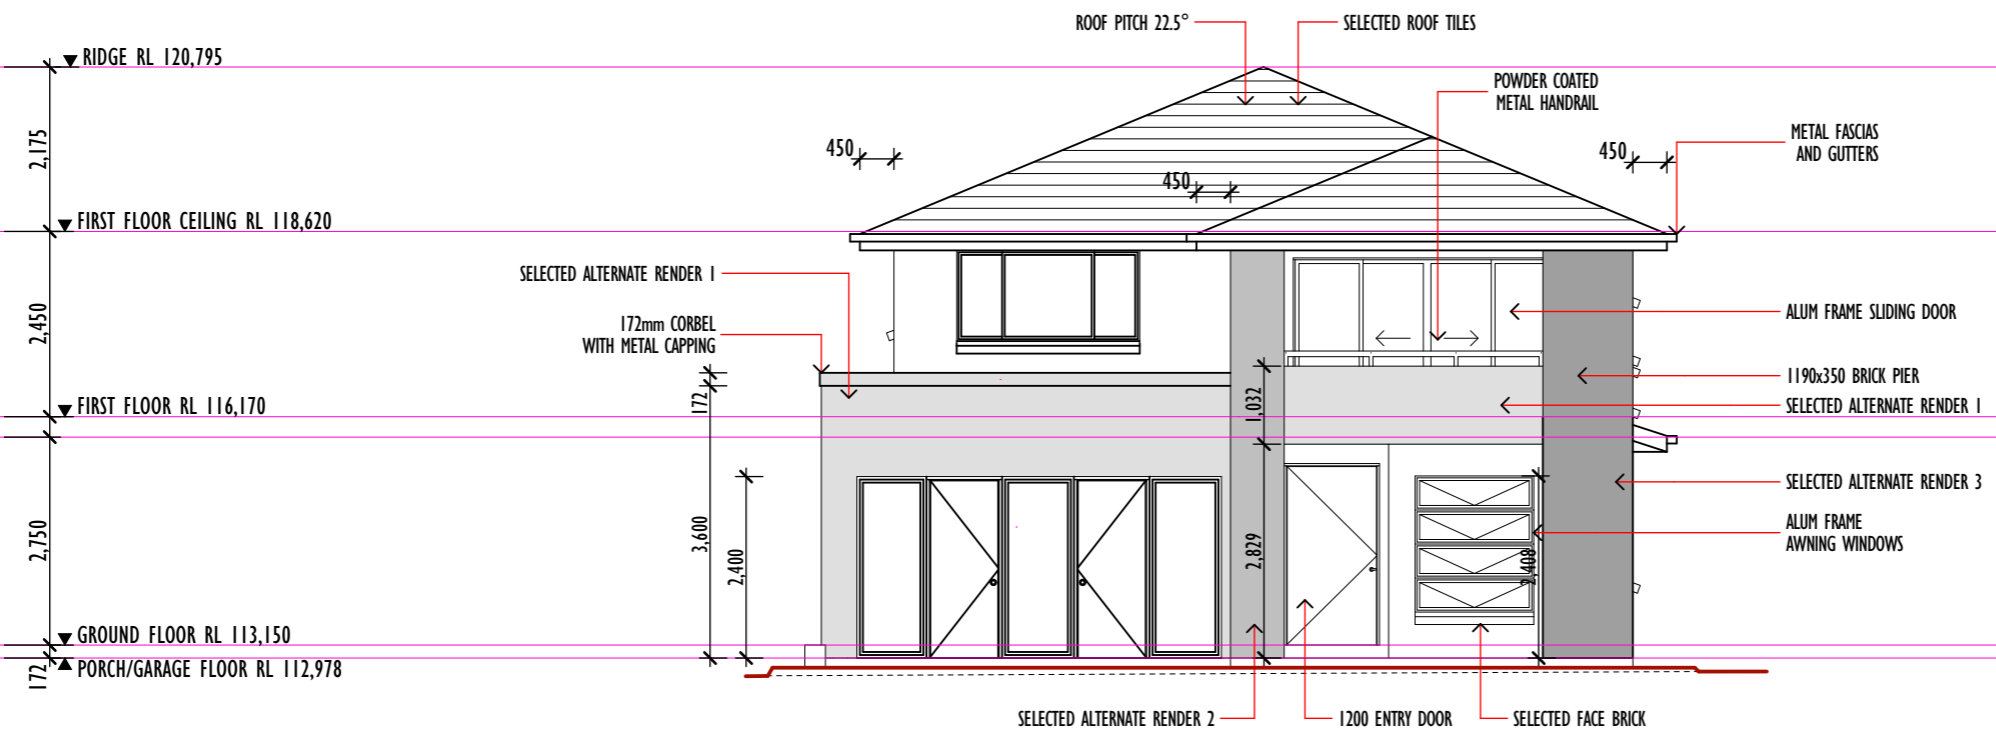 ROOF PITCH 22.5°
SELECTED ROOF TILES
RIDGE RL 120,795
POWDER COATED
METAL HANDRAIL
METAL FASCIAS
AND GUTTERS
2,175
450
450
450
FIRST FLOOR CEILING RL 118,620
SELECTED ALTERNATE RENDER 1
172mm CORBEL
WITH METAL CAPPING
2,450
ALUM FRAME SLIDING DOOR
1190x350 BRICK PIER
SELECTED ALTERNATE RENDER 1
FIRST FLOOR RL 116,170
172
1,032
SELECTED ALTERNATE RENDER 3
ALUM FRAME
AWNING WINDOWS
2,750
3,600
2,400
2,829
2,408
GROUND FLOOR RL 113,150
PORCH/GARAGE FLOOR RL 112,978
172
SELECTED ALTERNATE RENDER 2
1200 ENTRY DOOR
SELECTED FACE BRICK